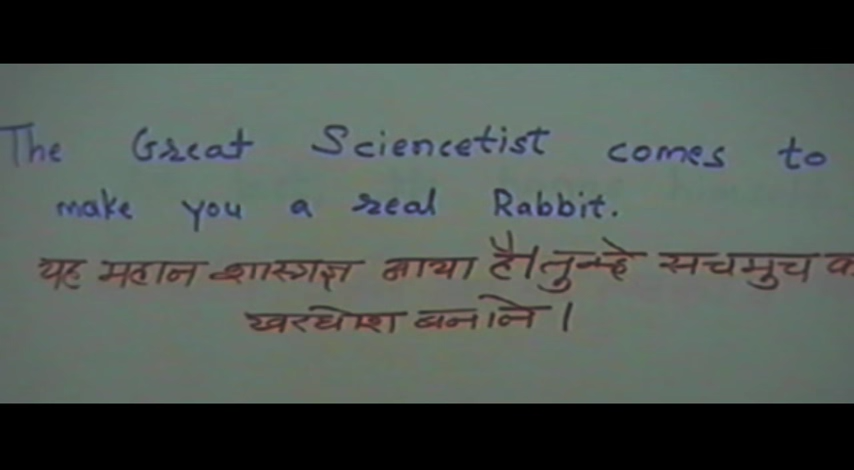 The Great Sciencetist comes to
make you a real Rabbit.
यह महान शास्त्रज्ञ आया है। तुम्हे सचमुच का
खरघोश बनाने।